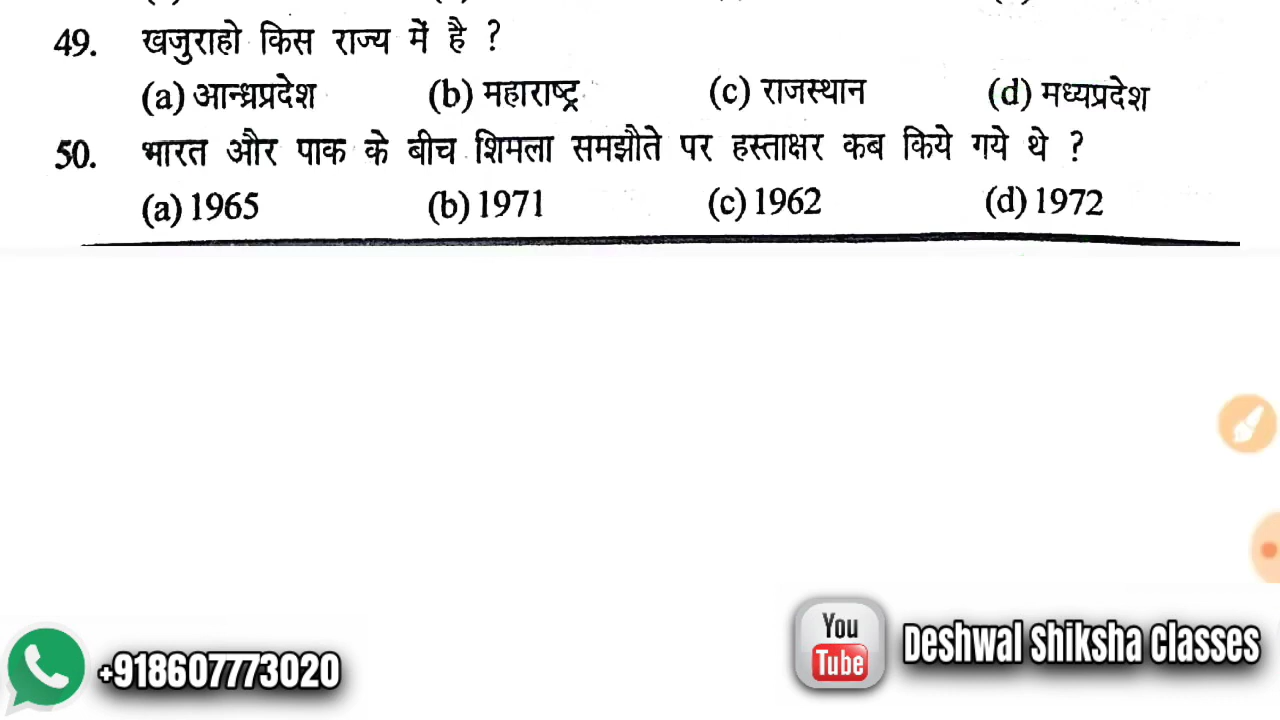 49. खजुराहो किस राज्य में है ?
(a) आन्ध्रप्रदेश (b) महाराष्ट्र (c) राजस्थान (d) मध्यप्रदेश
50. भारत और पाक के बीच शिमला समझौते पर हस्ताक्षर कब किये गये थे ?
(a) 1965 (b) 1971 (c) 1962 (d) 1972
You Tube Deshwal Shiksha Classes
+918607773020